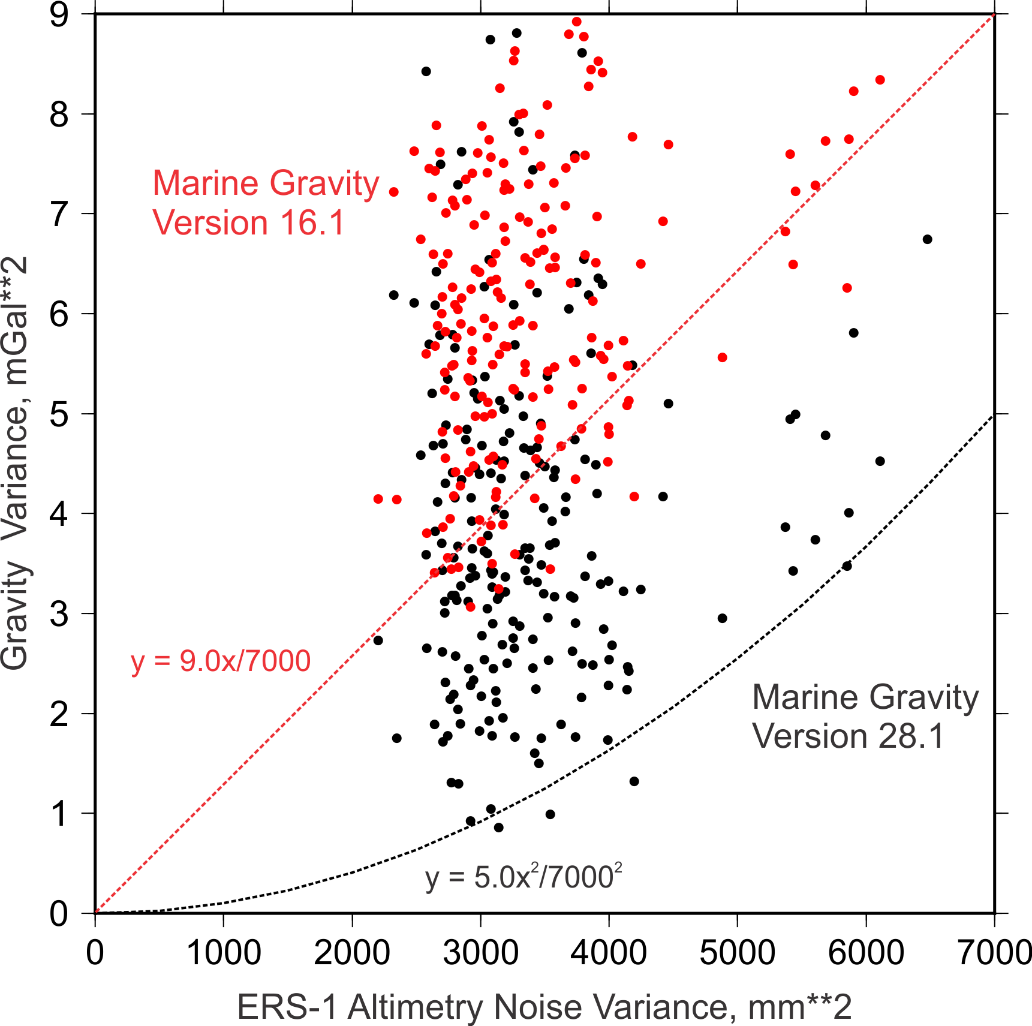 9
8
7
6
5
4
3
2
1
0
Gravity Variance, mGal**2
Marine Gravity
Version 16.1
y = 9.0x/7000
Marine Gravity
Version 28.1
y = 5.0x²/7000²
0 1000 2000 3000 4000 5000 6000 7000
ERS-1 Altimetry Noise Variance, mm**2